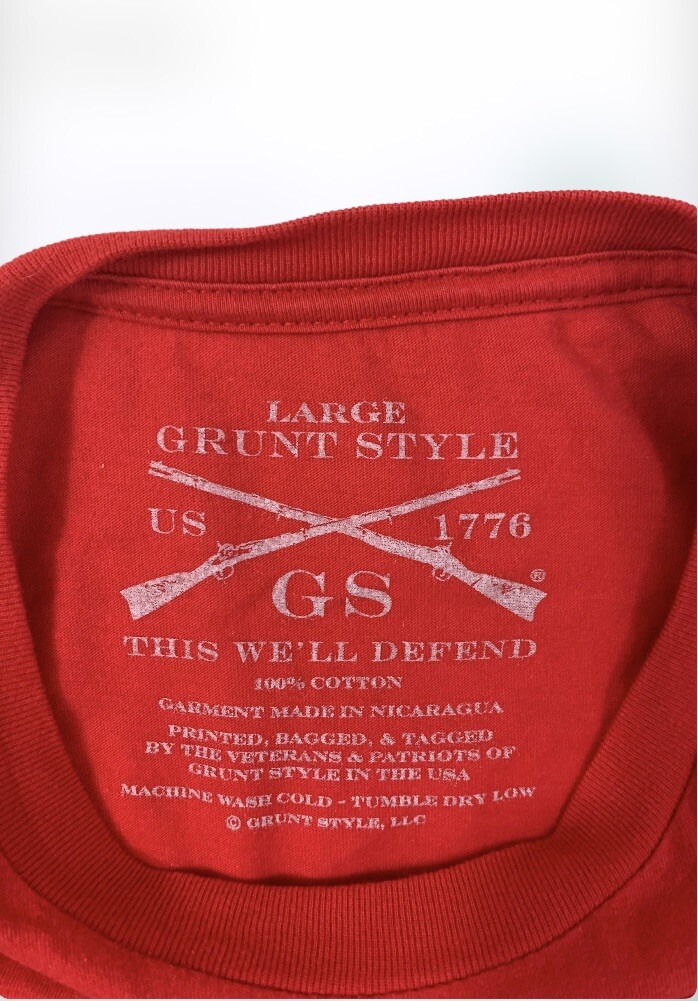 LARGE
GRUNT STYLE
US 1776
®
GS
THIS WE'LL DEFEND
100% COTTON
GARMENT MADE IN NICARAGUA
PRINTED, BAGGED, & TAGGED
BY THE VETERANS & PATRIOTS OF
GRUNT STYLE IN THE USA
MACHINE WASH COLD - TUMBLE DRY LOW
© GRUNT STYLE, LLC